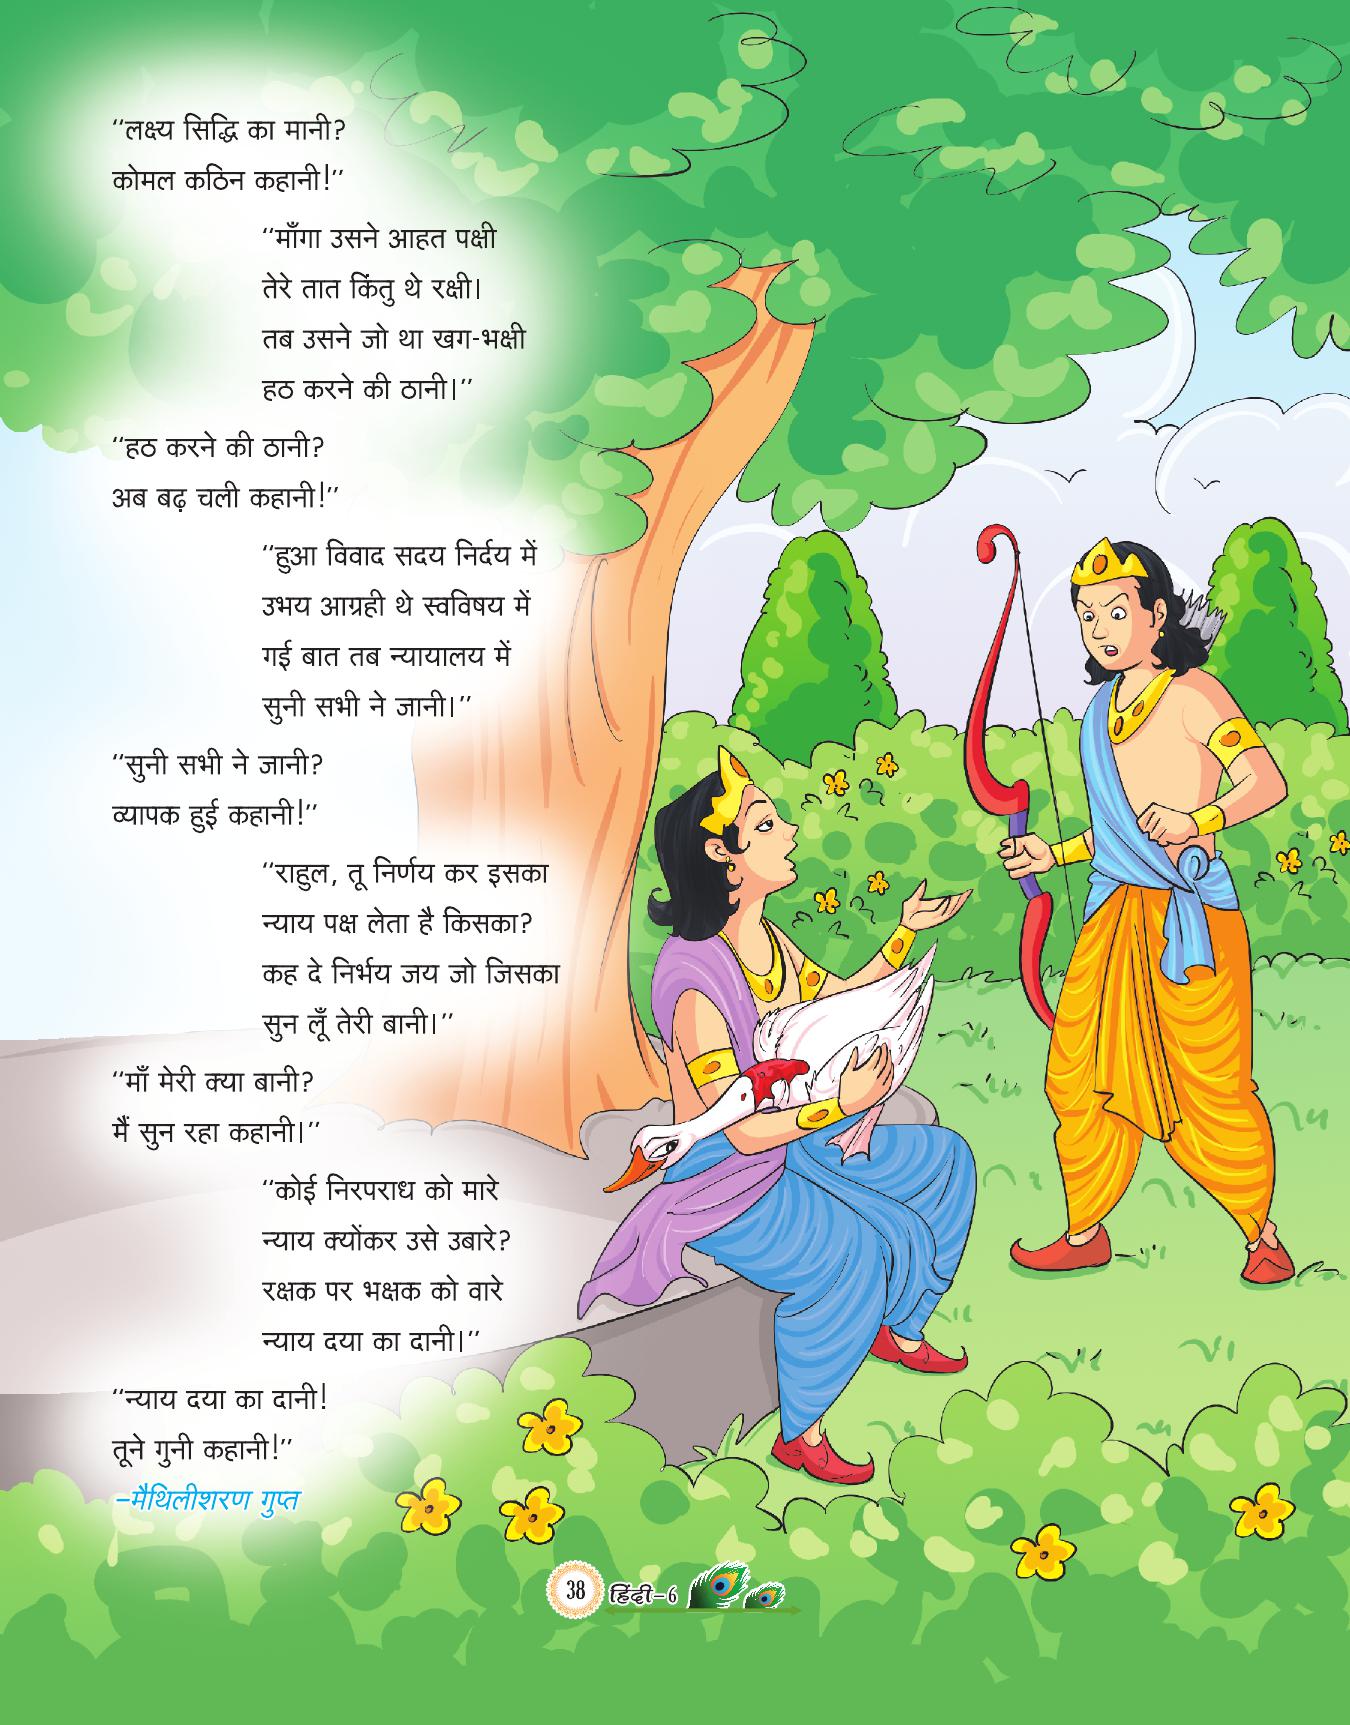 ‘‘लक्ष्य सिद्धि का मानी?
कोमल कठिन कहानी!’’
‘‘माँगा उसने आहत पक्षी
तेरे तात किंतु थे रक्षी।
तब उसने जो था खग-भक्षी
हठ करने की ठानी।’’
‘‘हठ करने की ठानी?
अब बढ़ चली कहानी!’’
‘‘हुआ विवाद सदय निर्दय में
उभय आग्रही थे स्वविषय में
गई बात तब न्यायालय में
सुनी सभी ने जानी।’’
‘‘सुनी सभी ने जानी?
व्यापक हुई कहानी!’’
‘‘राहुल, तू निर्णय कर इसका
न्याय पक्ष लेता है किसका?
कह दे निर्भय जय जो जिसका
सुन लूँ तेरी बानी।’’
‘‘माँ मेरी क्या बानी?
मैं सुन रहा कहानी।’’
‘‘कोई निरपराध को मारे
न्याय क्योंकर उसे उबारे?
रक्षक पर भक्षक को वारे
न्याय दया का दानी।’’
‘‘न्याय दया का दानी!
तूने गुनी कहानी!’’
–मैथिलीशरण गुप्त
38 हिंदी–6